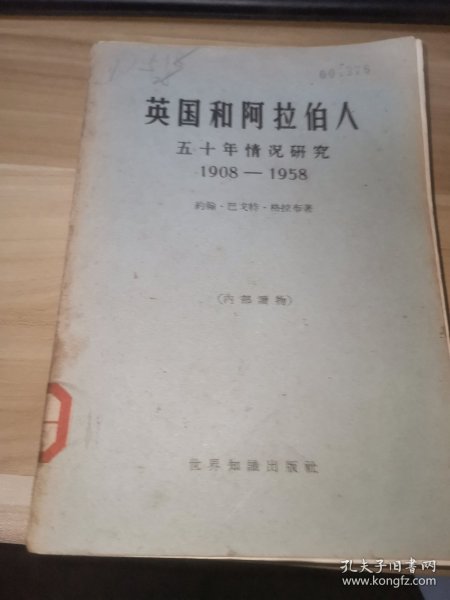 英国和阿拉伯人
五十年情况研究
1908—1958
約翰·巴戈特·格拉布著
(内部讀物)
世界知識出版社
孔夫子旧书网
www.kongfz.com